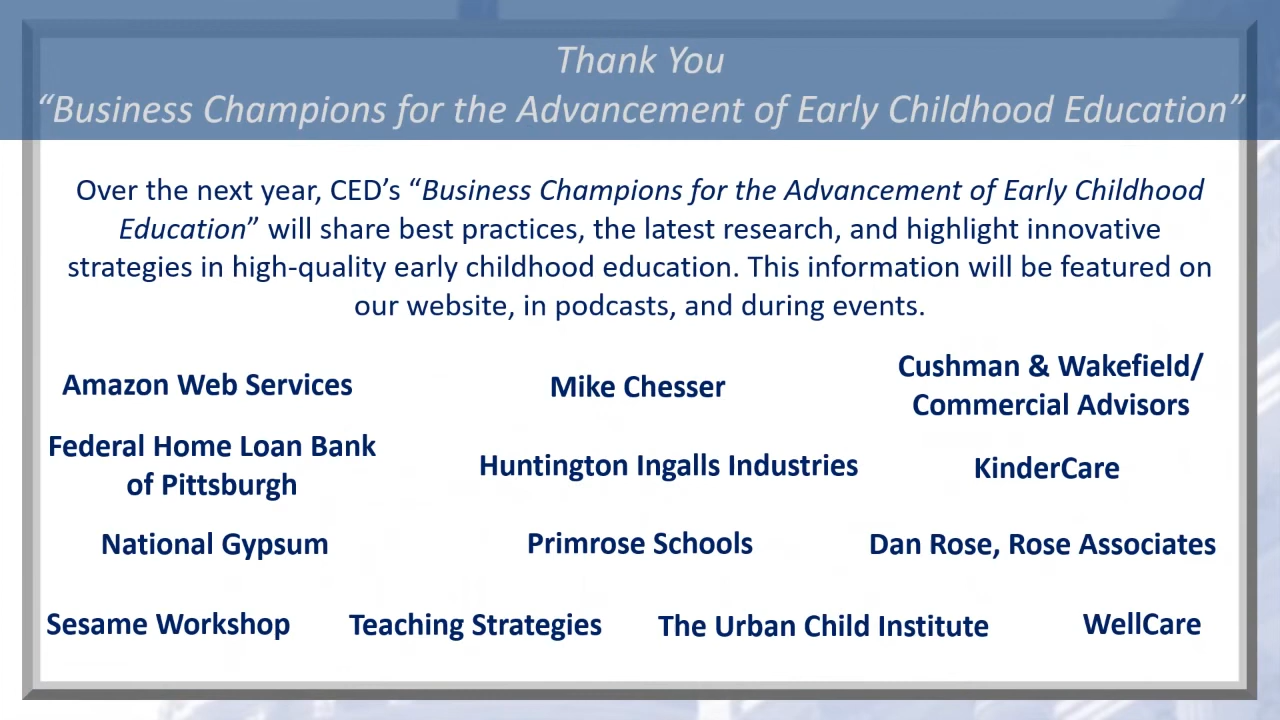 Thank You
“Business Champions for the Advancement of Early Childhood Education”
Over the next year, CED’s “Business Champions for the Advancement of Early Childhood
Education” will share best practices, the latest research, and highlight innovative
strategies in high-quality early childhood education. This information will be featured on
our website, in podcasts, and during events.
Amazon Web Services
Mike Chesser
Cushman & Wakefield/
Commercial Advisors
Federal Home Loan Bank
of Pittsburgh
Huntington Ingalls Industries
KinderCare
National Gypsum
Primrose Schools
Dan Rose, Rose Associates
Sesame Workshop
Teaching Strategies
The Urban Child Institute
WellCare